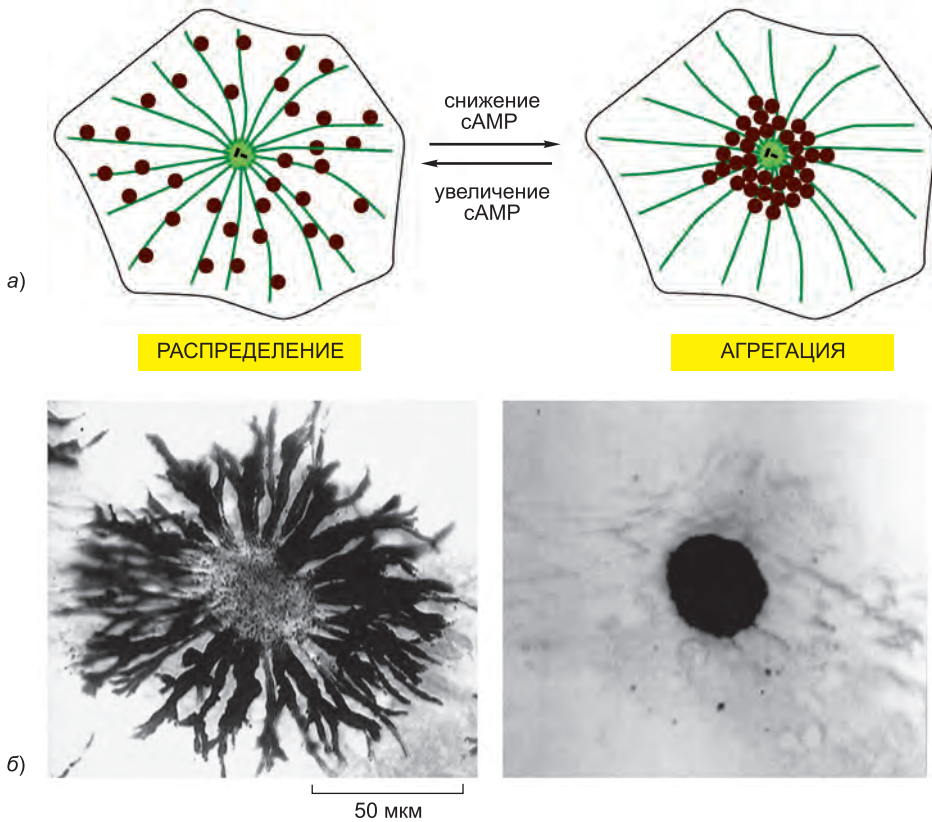 снижение
cAMP
увеличение
cAMP
а)
РАСПРЕДЕЛЕНИЕ
АГРЕГАЦИЯ
б)
50 мкм